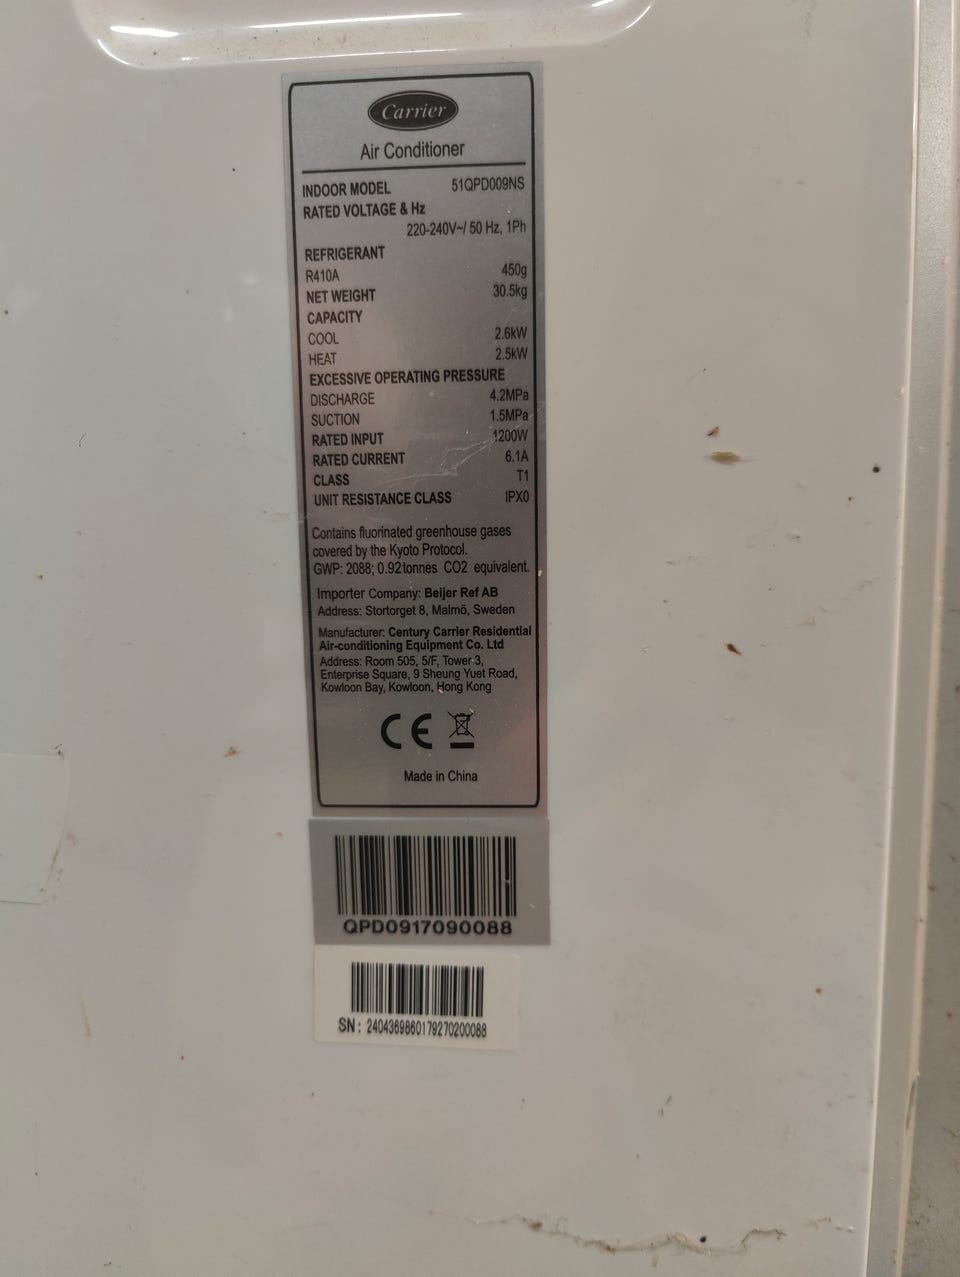 Carrier
Air Conditioner
INDOOR MODEL 51QPD009NS
RATED VOLTAGE & Hz
220-240V~/ 50 Hz, 1Ph
REFRIGERANT
R410A 450g
NET WEIGHT 30.5kg
CAPACITY
COOL 2.6kW
HEAT 2.5kW
EXCESSIVE OPERATING PRESSURE
DISCHARGE 4.2MPa
SUCTION 1.5MPa
RATED INPUT 1200W
RATED CURRENT 6.1A
CLASS T1
UNIT RESISTANCE CLASS IPX0
Contains fluorinated greenhouse gases
covered by the Kyoto Protocol.
GWP: 2088; 0.92tonnes CO2 equivalent.
Importer Company: Beijer Ref AB
Address: Stortorget 8, Malmö, Sweden
Manufacturer: Century Carrier Residential
Air-conditioning Equipment Co. Ltd
Address: Room 505, 5/F, Tower 3,
Enterprise Square, 9 Sheung Yuet Road,
Kowloon Bay, Kowloon, Hong Kong
CE
Made in China
QPD0917090088
SN: 2404369860179270200088